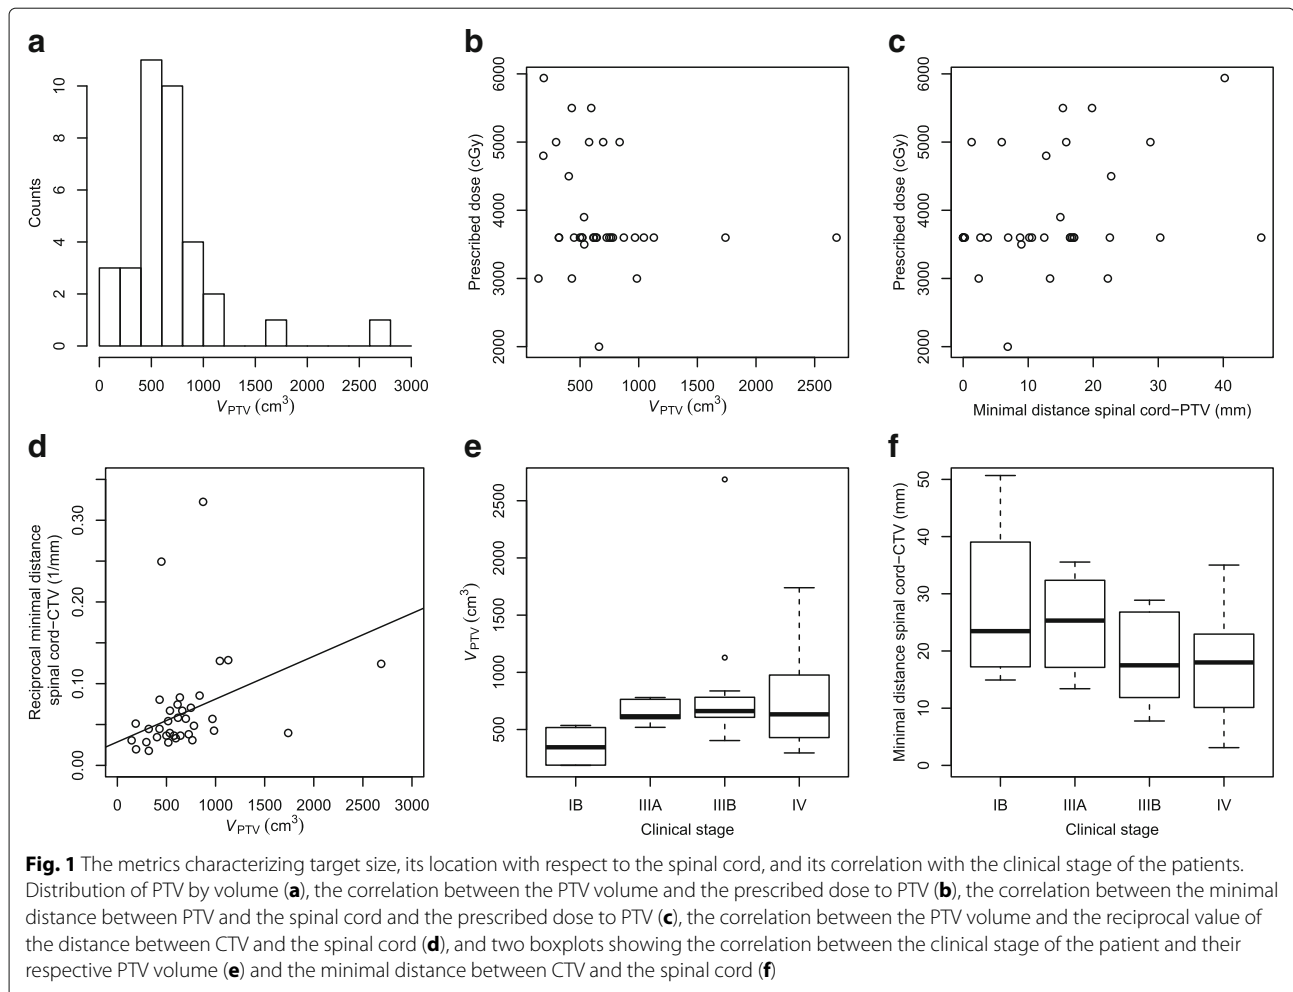 a
Counts
0 2 4 6 8 10
0 500 1000 1500 2000 2500 3000
VPTV (cm3)
b
Prescribed dose (cGy)
2000 3000 4000 5000 6000
500 1000 1500 2000 2500
VPTV (cm3)
c
Prescribed dose (cGy)
2000 3000 4000 5000 6000
0 10 20 30 40
Minimal distance spinal cord−PTV (mm)
d
Reciprocal minimal distance
spinal cord−CTV (1/mm)
0.00 0.10 0.20 0.30
0 500 1000 1500 2000 2500 3000
VPTV (cm3)
e
VPTV (cm3)
500 1000 1500 2000 2500
IB IIIA IIIB IV
Clinical stage
f
Minimal distance spinal cord−CTV (mm)
0 10 20 30 40 50
IB IIIA IIIB IV
Clinical stage
Fig. 1 The metrics characterizing target size, its location with respect to the spinal cord, and its correlation with the clinical stage of the patients.
Distribution of PTV by volume (a), the correlation between the PTV volume and the prescribed dose to PTV (b), the correlation between the minimal
distance between PTV and the spinal cord and the prescribed dose to PTV (c), the correlation between the PTV volume and the reciprocal value of
the distance between CTV and the spinal cord (d), and two boxplots showing the correlation between the clinical stage of the patient and their
respective PTV volume (e) and the minimal distance between CTV and the spinal cord (f)